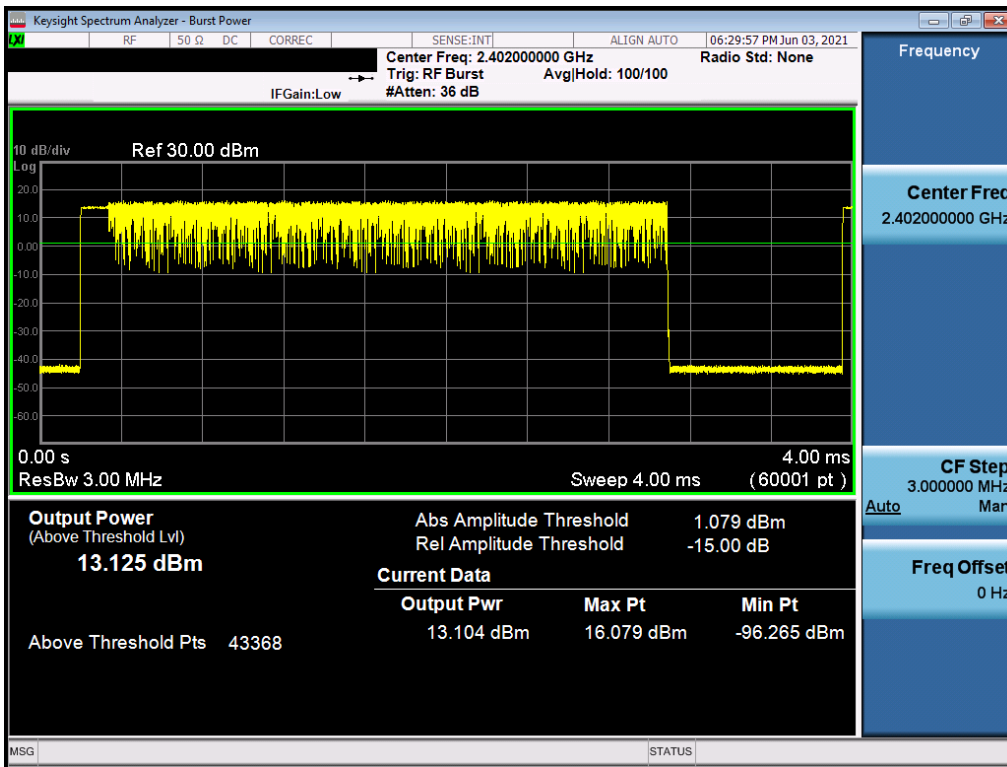 Keysight Spectrum Analyzer - Burst Power
LXI RF 50 Ω DC CORREC SENSE:INT ALIGN AUTO 06:29:57 PM Jun 03, 2021
Center Freq: 2.402000000 GHz Radio Std: None
Trig: RF Burst Avg|Hold: 100/100
IFGain:Low #Atten: 36 dB
10 dB/div Ref 30.00 dBm
Log
20.0
10.0
0.00
-10.0
-20.0
-30.0
-40.0
-50.0
-60.0
0.00 s 4.00 ms
ResBw 3.00 MHz Sweep 4.00 ms (60001 pt)
Output Power
(Above Threshold Lvl)
13.125 dBm
Above Threshold Pts 43368
Abs Amplitude Threshold 1.079 dBm
Rel Amplitude Threshold -15.00 dB
Current Data
Output Pwr Max Pt Min Pt
13.104 dBm 16.079 dBm -96.265 dBm
Frequency
Center Freq
2.402000000 GHz
CF Step
3.000000 MHz
Auto Man
Freq Offset
0 Hz
MSG STATUS